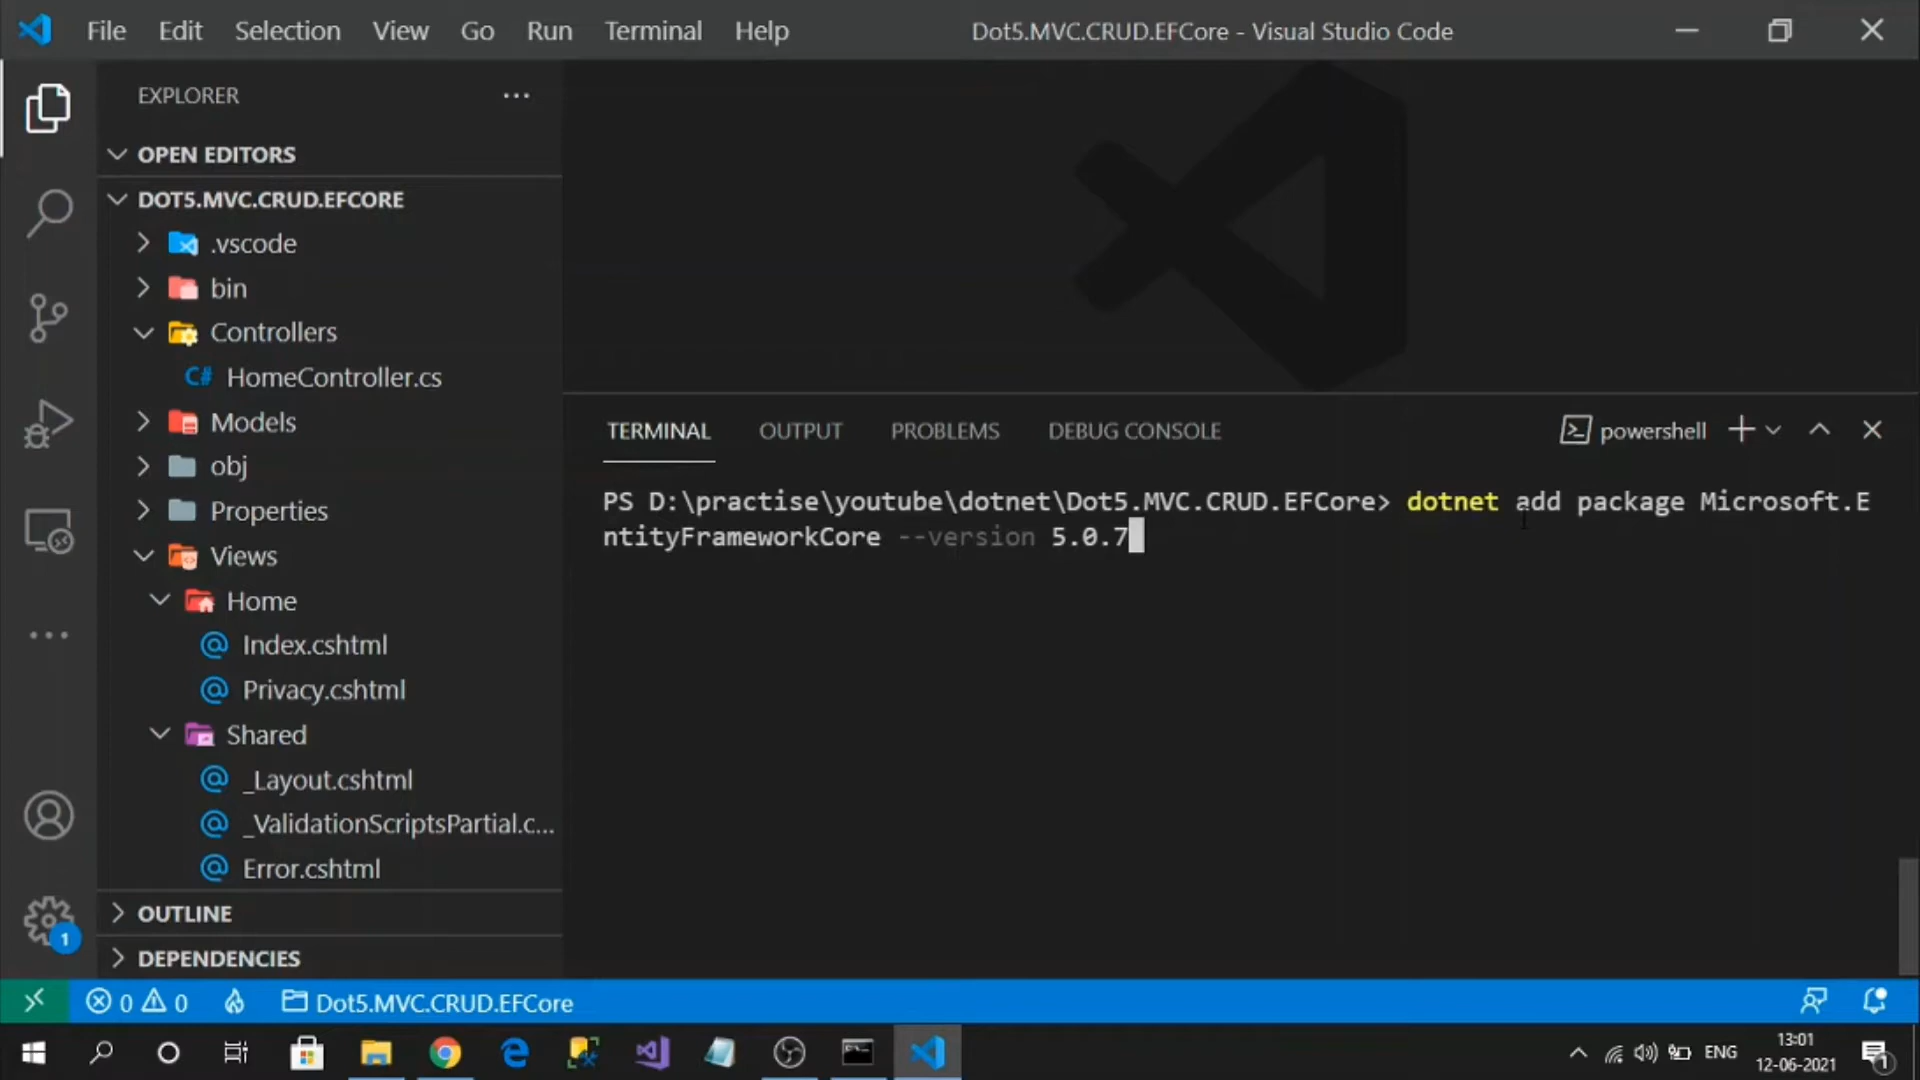 File Edit Selection View Go Run Terminal Help Dot5.MVC.CRUD.EFCore - Visual Studio Code
EXPLORER
OPEN EDITORS
DOT5.MVC.CRUD.EFCORE
.vscode
bin
Controllers
C# HomeController.cs
Models
obj
Properties
Views
Home
@ Index.cshtml
@ Privacy.cshtml
Shared
@ _Layout.cshtml
@ _ValidationScriptsPartial.c...
@ Error.cshtml
OUTLINE
DEPENDENCIES
TERMINAL OUTPUT PROBLEMS DEBUG CONSOLE powershell
PS D:\practise\youtube\dotnet\Dot5.MVC.CRUD.EFCore> dotnet add package Microsoft.E
ntityFrameworkCore --version 5.0.7
1
0 0 Dot5.MVC.CRUD.EFCore
ENG
13:01
12-06-2021
1